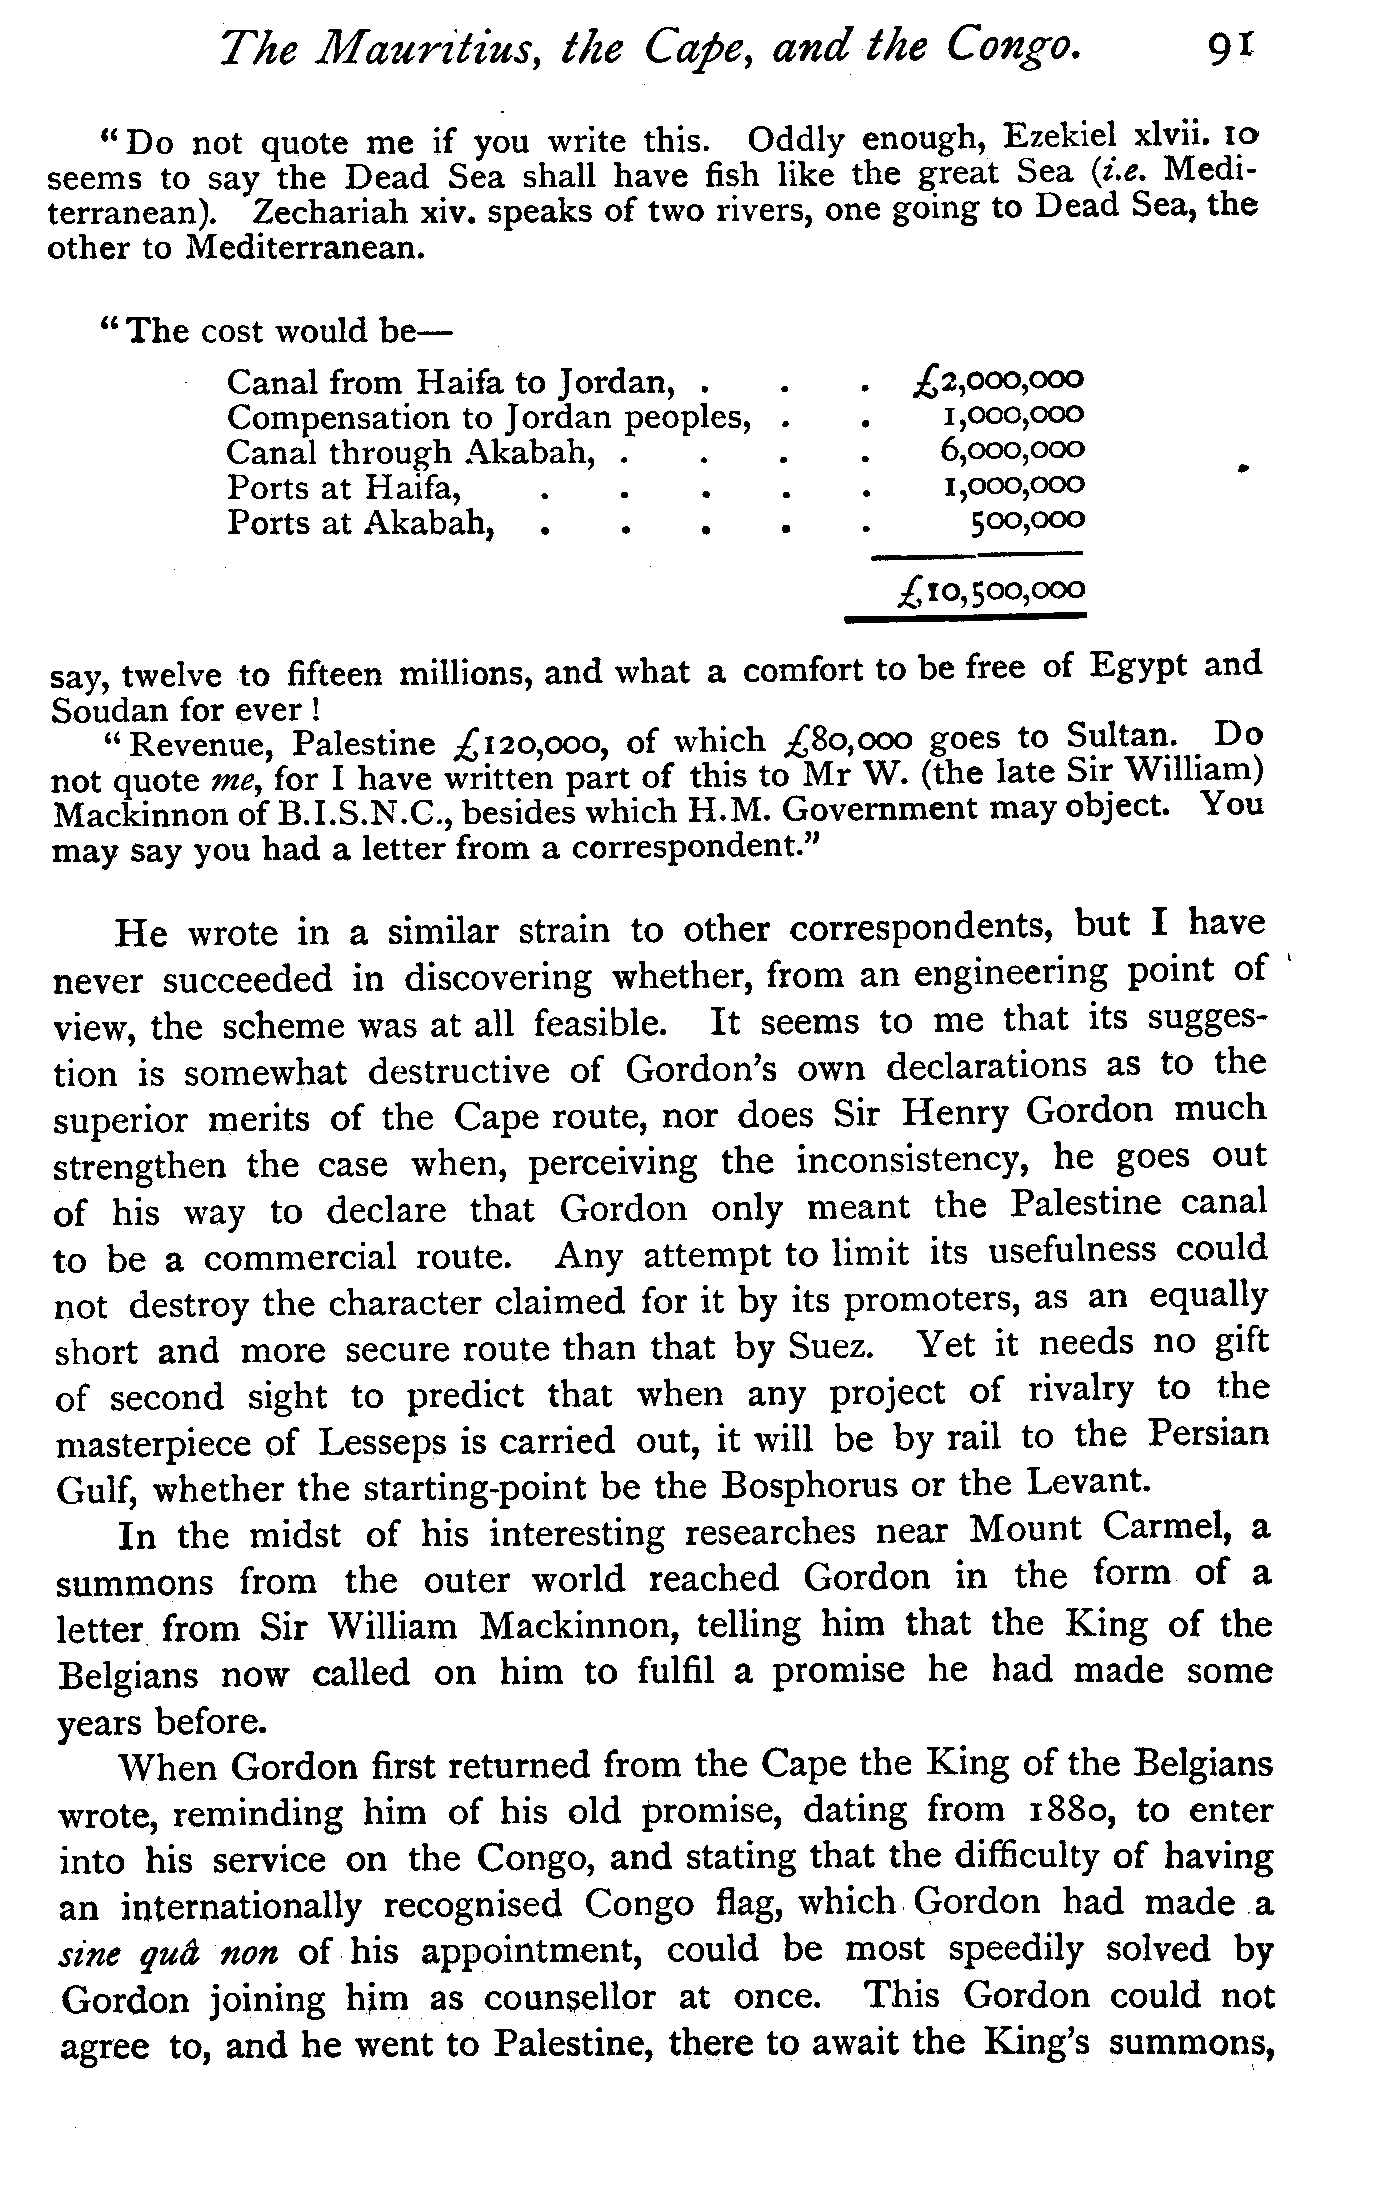 The Mauritius, the Cape, and the Congo. 91
“Do not quote me if you write this. Oddly enough, Ezekiel xlvii. 10
seems to say the Dead Sea shall have fish like the great Sea (i.e. Medi-
terranean). Zechariah xiv. speaks of two rivers, one going to Dead Sea, the
other to Mediterranean.
“The cost would be—
Canal from Haifa to Jordan, . . . £2,000,000
Compensation to Jordan peoples, . . 1,000,000
Canal through Akabah, . . . . 6,000,000
Ports at Haifa, . . . . . 1,000,000
Ports at Akabah, . . . . . 500,000
£10,500,000
say, twelve to fifteen millions, and what a comfort to be free of Egypt and
Soudan for ever!
“Revenue, Palestine £120,000, of which £80,000 goes to Sultan. Do
not quote me, for I have written part of this to Mr W. (the late Sir William)
Mackinnon of B.I.S.N.C., besides which H.M. Government may object. You
may say you had a letter from a correspondent.”
He wrote in a similar strain to other correspondents, but I have
never succeeded in discovering whether, from an engineering point of
view, the scheme was at all feasible. It seems to me that its sugges-
tion is somewhat destructive of Gordon’s own declarations as to the
superior merits of the Cape route, nor does Sir Henry Gordon much
strengthen the case when, perceiving the inconsistency, he goes out
of his way to declare that Gordon only meant the Palestine canal
to be a commercial route. Any attempt to limit its usefulness could
not destroy the character claimed for it by its promoters, as an equally
short and more secure route than that by Suez. Yet it needs no gift
of second sight to predict that when any project of rivalry to the
masterpiece of Lesseps is carried out, it will be by rail to the Persian
Gulf, whether the starting-point be the Bosphorus or the Levant.
In the midst of his interesting researches near Mount Carmel, a
summons from the outer world reached Gordon in the form of a
letter from Sir William Mackinnon, telling him that the King of the
Belgians now called on him to fulfil a promise he had made some
years before.
When Gordon first returned from the Cape the King of the Belgians
wrote, reminding him of his old promise, dating from 1880, to enter
into his service on the Congo, and stating that the difficulty of having
an internationally recognised Congo flag, which Gordon had made a
sine quâ non of his appointment, could be most speedily solved by
Gordon joining him as counsellor at once. This Gordon could not
agree to, and he went to Palestine, there to await the King’s summons,